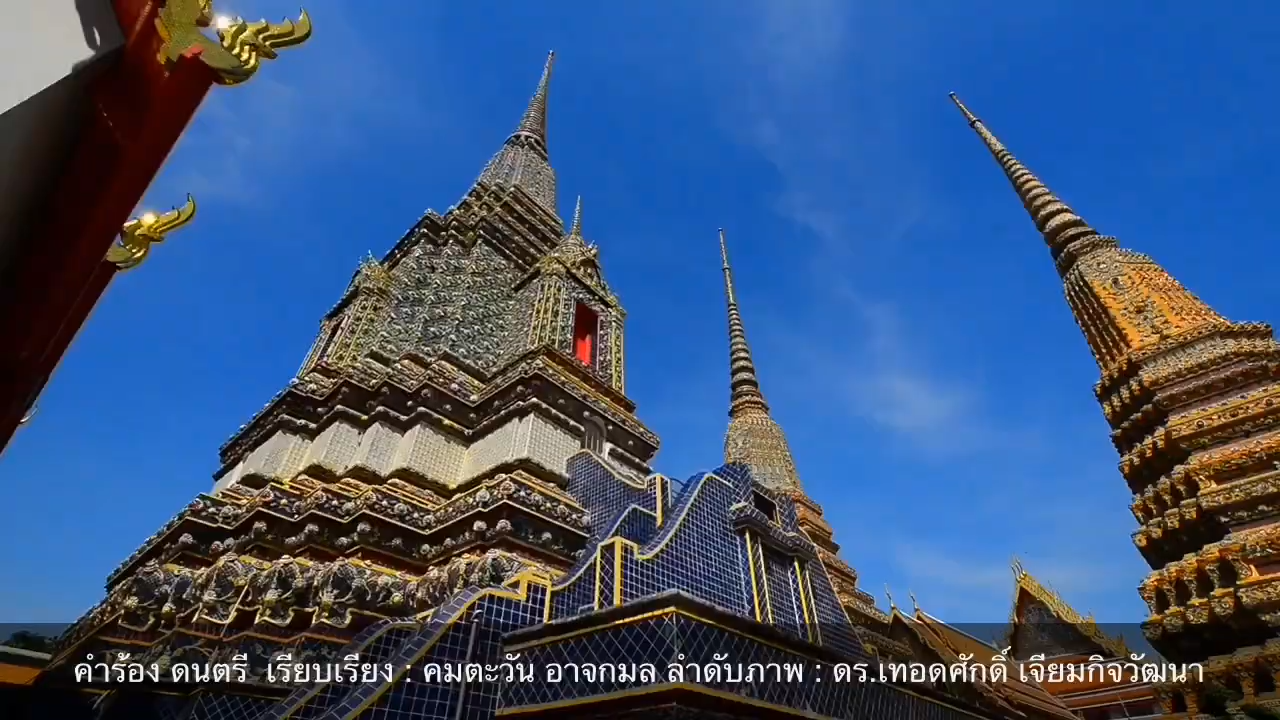 คำร้อง ดนตรี  เรียบเรียง : คมตะวัน อาจกมล ลำดับภาพ : ดร.เทอดศักดิ์ เจียมกิจวัฒนา